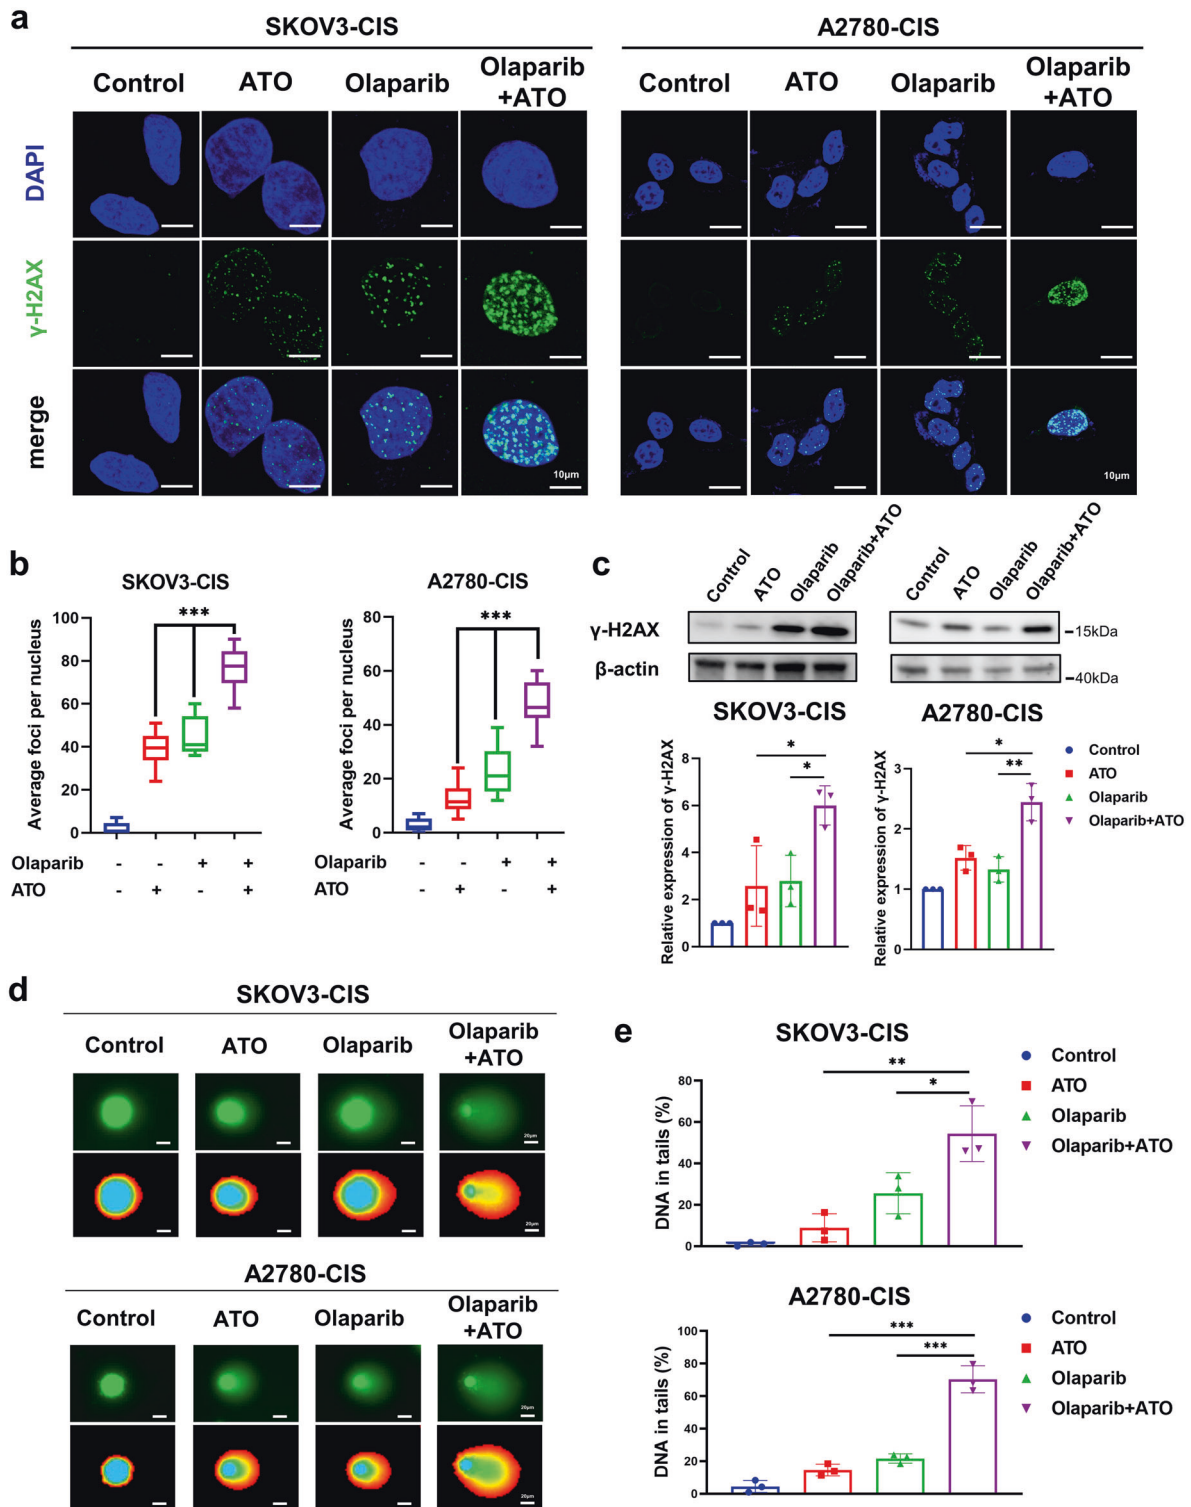 a
SKOV3-CIS
A2780-CIS
Control
ATO
Olaparib
Olaparib
+ATO
Control
ATO
Olaparib
Olaparib
+ATO
DAPI
γ-H2AX
merge
10μm
10μm
b
SKOV3-CIS
Average foci per nucleus
100
80
60
40
20
0
***
Olaparib - - + +
ATO - + - +
A2780-CIS
Average foci per nucleus
80
60
40
20
0
***
Olaparib - - + +
ATO - + - +
c
Control
ATO
Olaparib
Olaparib+ATO
Control
ATO
Olaparib
Olaparib+ATO
γ-H2AX
15kDa
β-actin
40kDa
SKOV3-CIS
Relative expression of γ-H2AX
8
6
4
2
0
*
*
A2780-CIS
Relative expression of γ-H2AX
3
2
1
0
*
**
Control
ATO
Olaparib
Olaparib+ATO
d
SKOV3-CIS
Control
ATO
Olaparib
Olaparib
+ATO
20μm
20μm
A2780-CIS
Control
ATO
Olaparib
Olaparib
+ATO
20μm
20μm
e
SKOV3-CIS
DNA in tails (%)
80
60
40
20
0
**
*
Control
ATO
Olaparib
Olaparib+ATO
A2780-CIS
DNA in tails (%)
100
80
60
40
20
0
***
***
Control
ATO
Olaparib
Olaparib+ATO